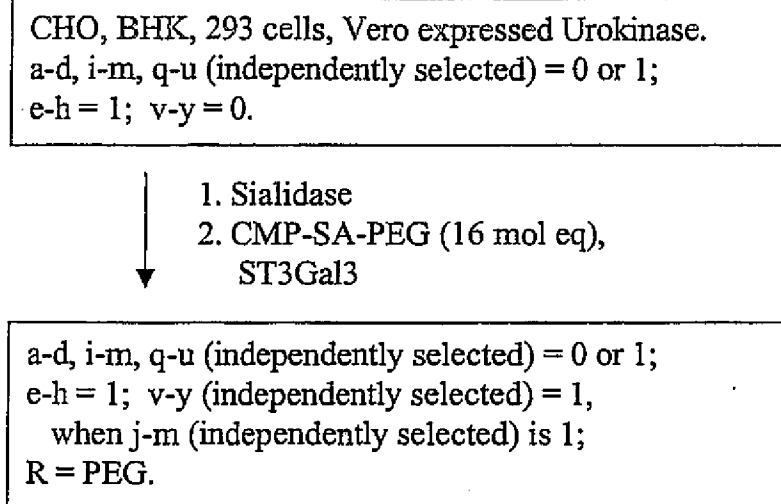 CHO, BHK, 293 cells, Vero expressed Urokinase.
a-d, i-m, q-u (independently selected) = 0 or 1;
e-h = 1; v-y = 0.
1. Sialidase
2. CMP-SA-PEG (16 mol eq),
ST3Gal3
a-d, i-m, q-u (independently selected) = 0 or 1;
e-h = 1; v-y (independently selected) = 1,
when j-m (independently selected) is 1;
R = PEG.